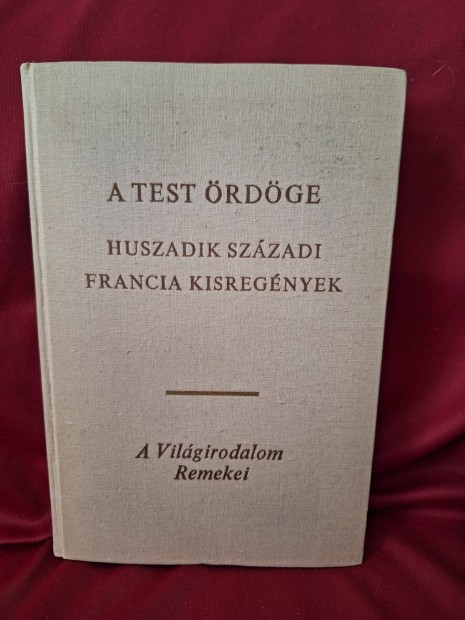 A TEST ÖRDÖGE
HUSZADIK SZÁZADI
FRANCIA KISREGÉNYEK
A Világirodalom
Remekei